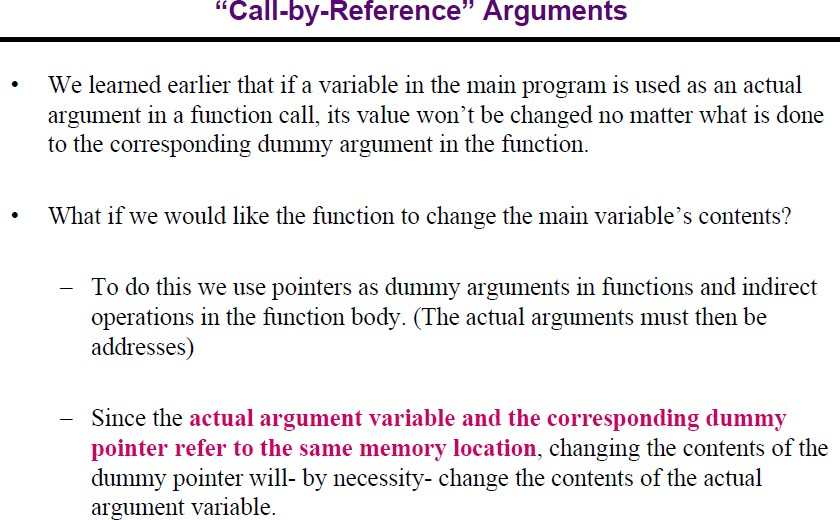 “Call-by-Reference” Arguments
• We learned earlier that if a variable in the main program is used as an actual
argument in a function call, its value won’t be changed no matter what is done
to the corresponding dummy argument in the function.
• What if we would like the function to change the main variable’s contents?
– To do this we use pointers as dummy arguments in functions and indirect
operations in the function body. (The actual arguments must then be
addresses)
– Since the actual argument variable and the corresponding dummy
pointer refer to the same memory location, changing the contents of the
dummy pointer will- by necessity- change the contents of the actual
argument variable.